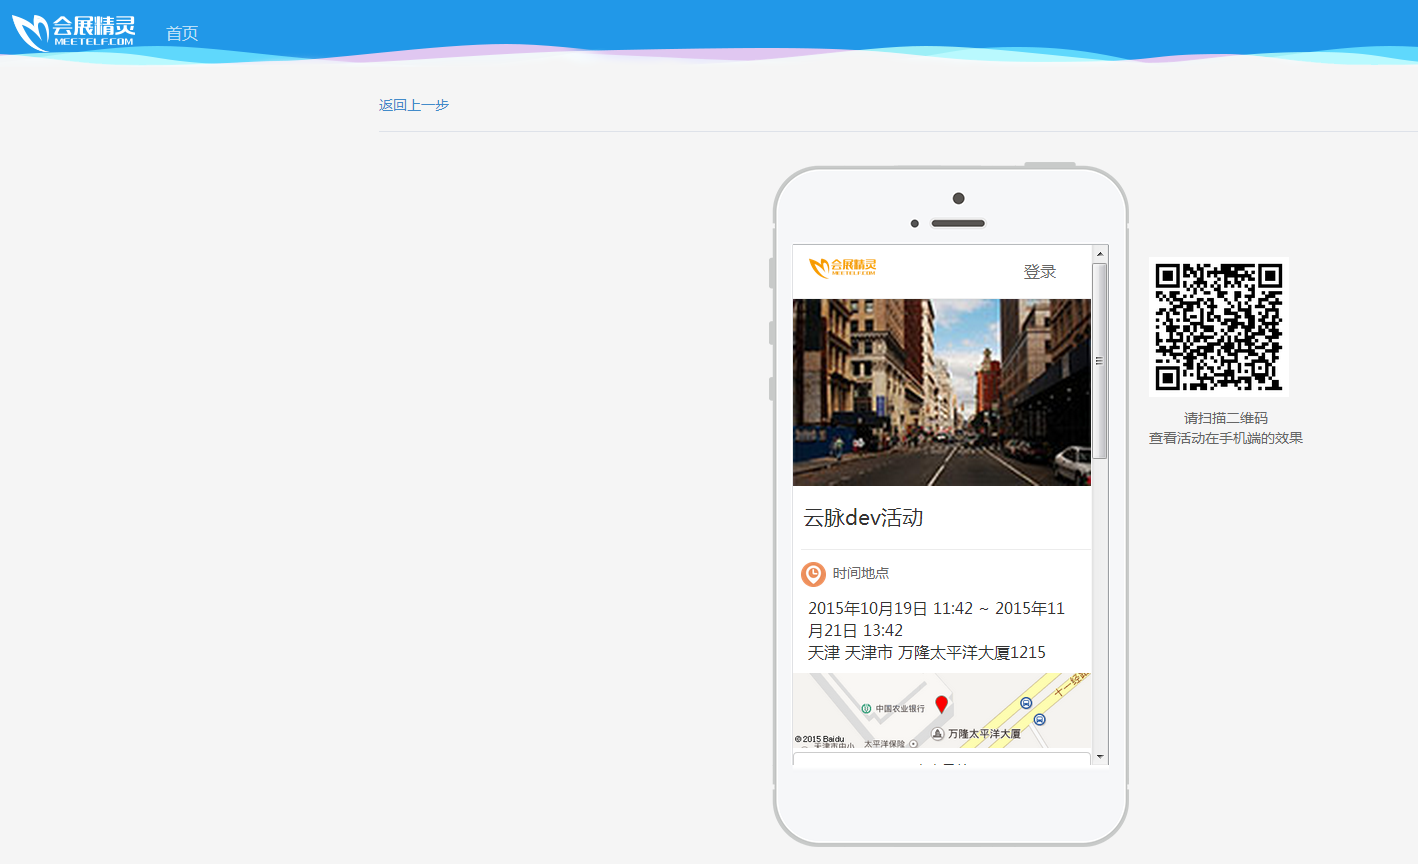 会展精灵
MEETELF.COM
首页
返回上一步
会展精灵
MEETELF.COM
登录
云脉dev活动
时间地点
2015年10月19日 11:42 ~ 2015年11
月21日 13:42
天津 天津市 万隆太平洋大厦1215
十一经路
中国农业银行
万隆太平洋大厦
太平洋保险
© 2015 Baidu
天津市中小
请扫描二维码
查看活动在手机端的效果